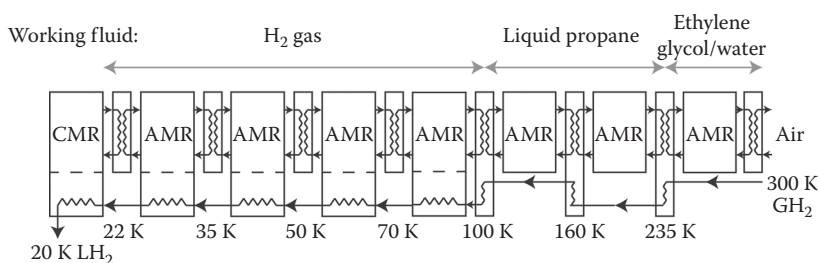 Working fluid:
H₂ gas
Liquid propane
Ethylene
glycol/water
CMR
AMR
AMR
AMR
AMR
AMR
AMR
AMR
Air
300 K
GH₂
22 K
35 K
50 K
70 K
100 K
160 K
235 K
20 K LH₂